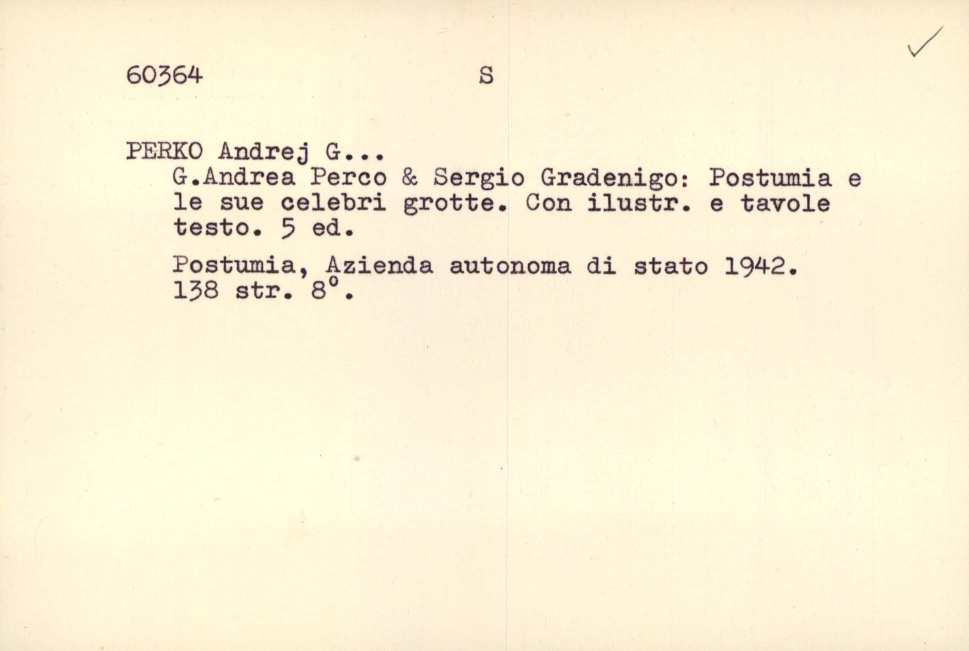 60364 S
PERKO Andrej G...
G.Andrea Perco & Sergio Gradenigo: Postumia e
le sue celebri grotte. Con ilustr. e tavole
testo. 5 ed.
Postumia, Azienda autonoma di stato 1942.
138 str. 8°.